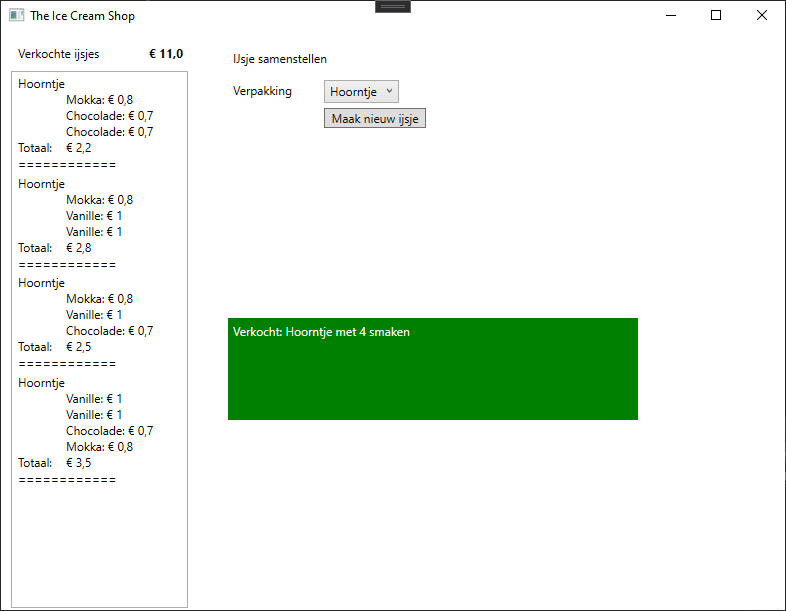 The Ice Cream Shop
Verkochte ijsjes € 11,0
Hoorntje
Mokka: € 0,8
Chocolade: € 0,7
Chocolade: € 0,7
Totaal: € 2,2
============
Hoorntje
Mokka: € 0,8
Vanille: € 1
Vanille: € 1
Totaal: € 2,8
============
Hoorntje
Mokka: € 0,8
Vanille: € 1
Chocolade: € 0,7
Totaal: € 2,5
============
Hoorntje
Vanille: € 1
Vanille: € 1
Chocolade: € 0,7
Mokka: € 0,8
Totaal: € 3,5
============
IJsje samenstellen
Verpakking Hoorntje
Maak nieuw ijsje
Verkocht: Hoorntje met 4 smaken